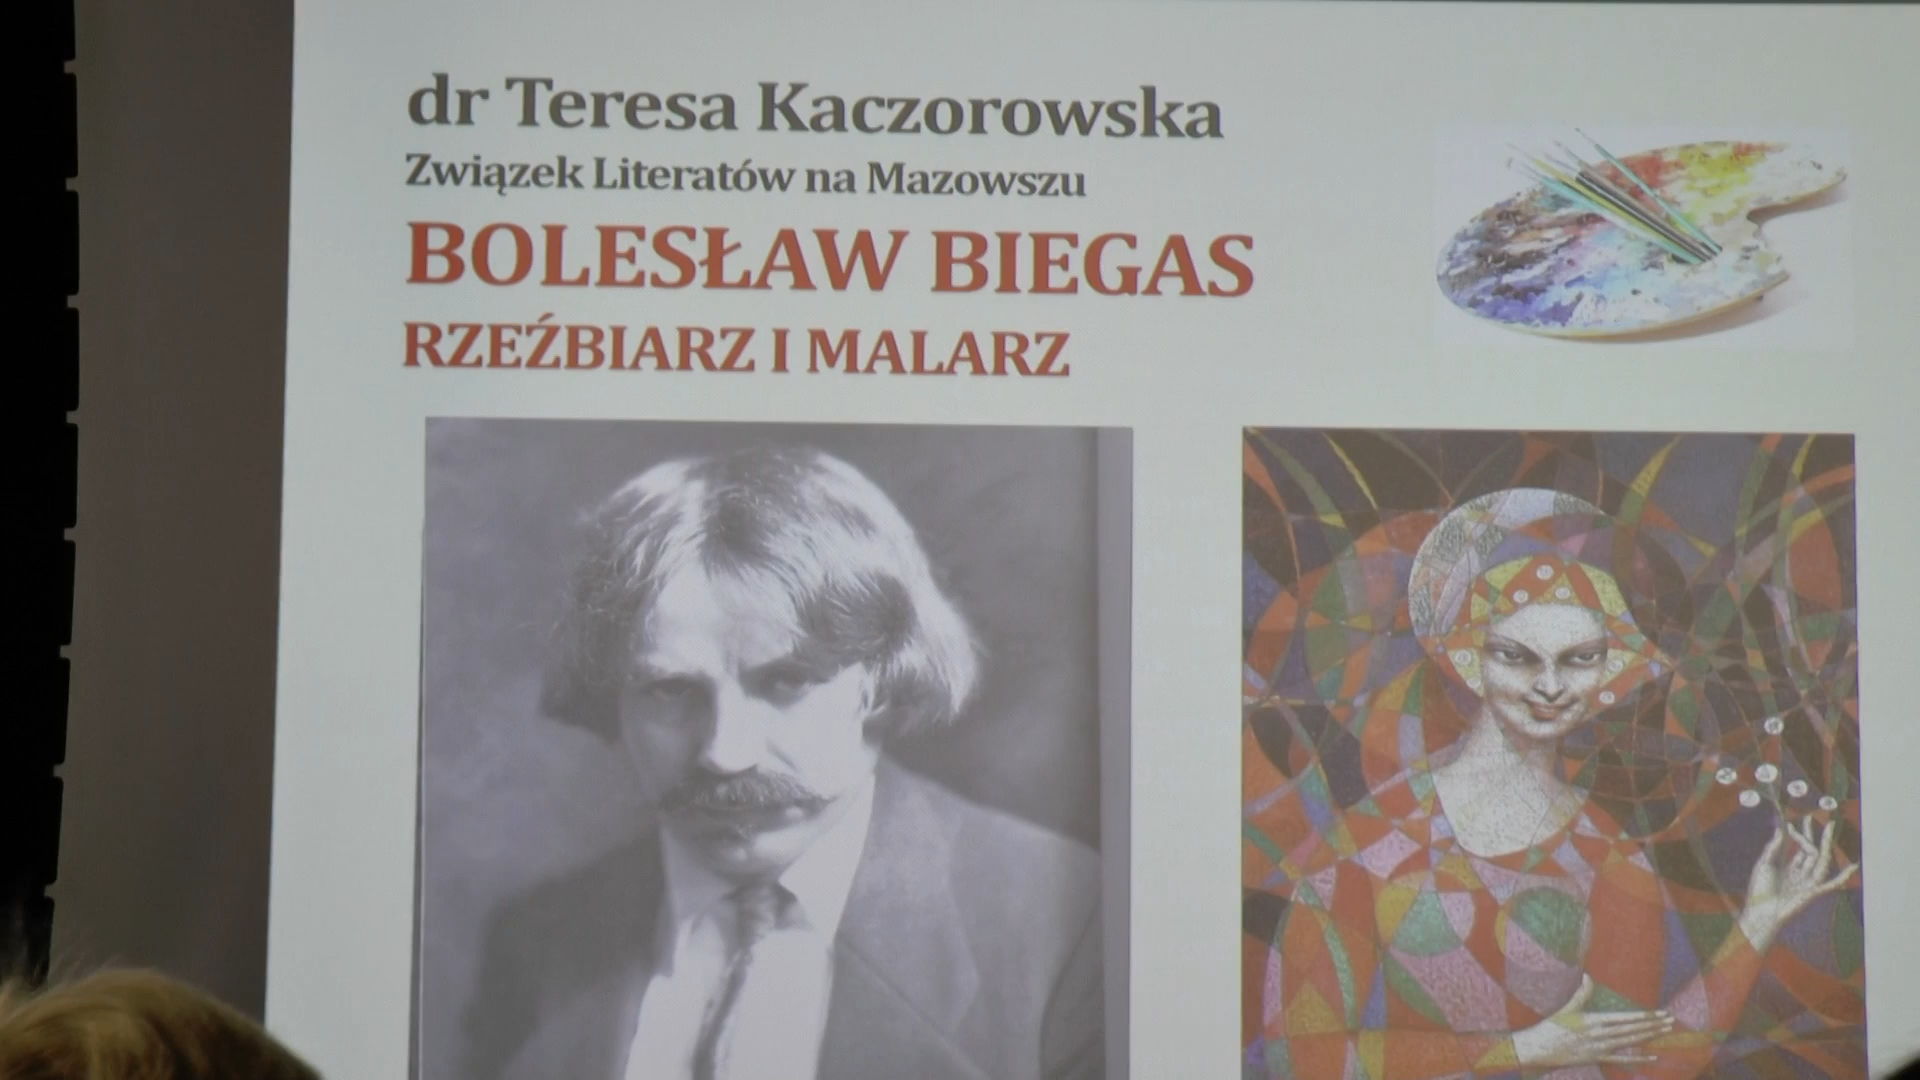 dr Teresa Kaczorowska
Związek Literatów na Mazowszu
BOLESŁAW BIEGAS
RZEŹBIARZ I MALARZ